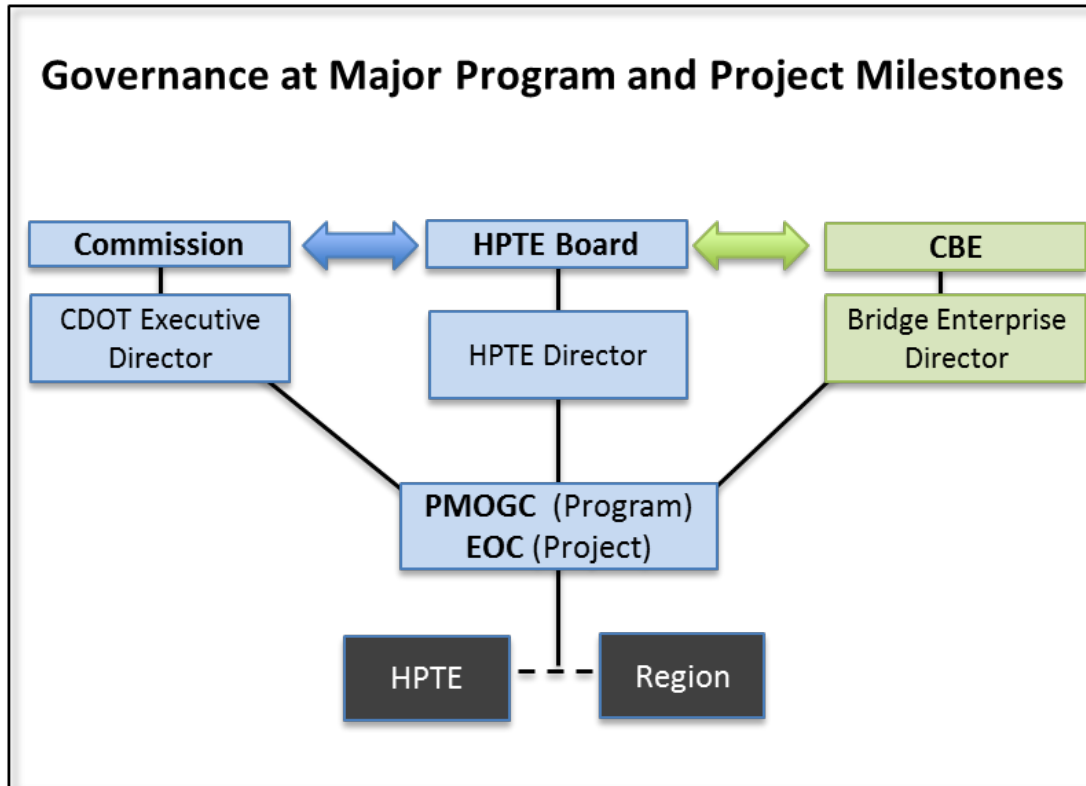 Governance at Major Program and Project Milestones
Commission
HPTE Board
CBE
CDOT Executive
Director
HPTE Director
Bridge Enterprise
Director
PMOGC (Program)
EOC (Project)
HPTE
Region